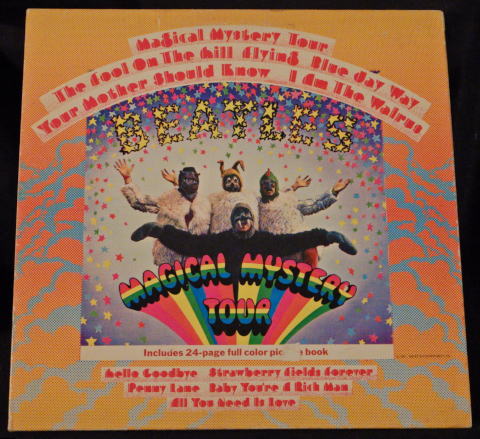 Magical Mystery Tour
The Fool On The Hill Flying Blue Jay Way
Your Mother Should Know I Am The Walrus
BEATLES
MAGICAL MYSTERY
TOUR
Includes 24-page full color pic e book
Hello Goodbye Strawberry Fields Forever
Penny Lane Baby You're A Rich Man
All You Need Is Love